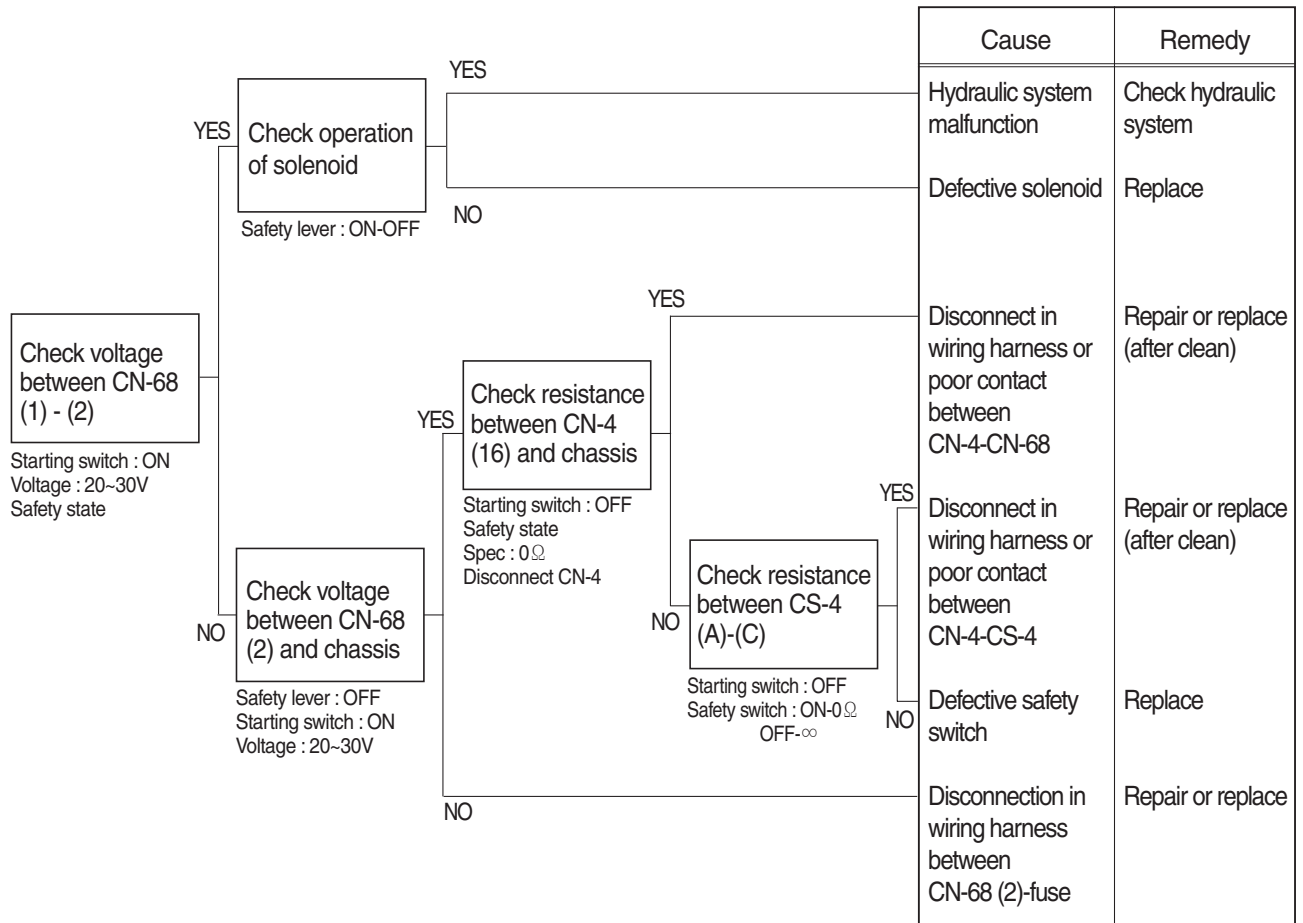 Cause
Remedy
YES
Hydraulic system
malfunction
Check hydraulic
system
YES
Check operation
of solenoid
Defective solenoid
Replace
NO
Safety lever : ON-OFF
YES
Disconnect in
wiring harness or
poor contact
between
CN-4-CN-68
Repair or replace
(after clean)
Check voltage
between CN-68
(1) - (2)
Starting switch : ON
Voltage : 20~30V
Safety state
YES
Check resistance
between CN-4
(16) and chassis
Starting switch : OFF
Safety state
Spec : 0Ω
Disconnect CN-4
YES
Disconnect in
wiring harness or
poor contact
between
CN-4-CS-4
Repair or replace
(after clean)
NO
Check voltage
between CN-68
(2) and chassis
Safety lever : OFF
Starting switch : ON
Voltage : 20~30V
NO
Check resistance
between CS-4
(A)-(C)
Starting switch : OFF
Safety switch : ON-0Ω
OFF-∞
NO
Defective safety
switch
Replace
NO
Disconnection in
wiring harness
between
CN-68 (2)-fuse
Repair or replace